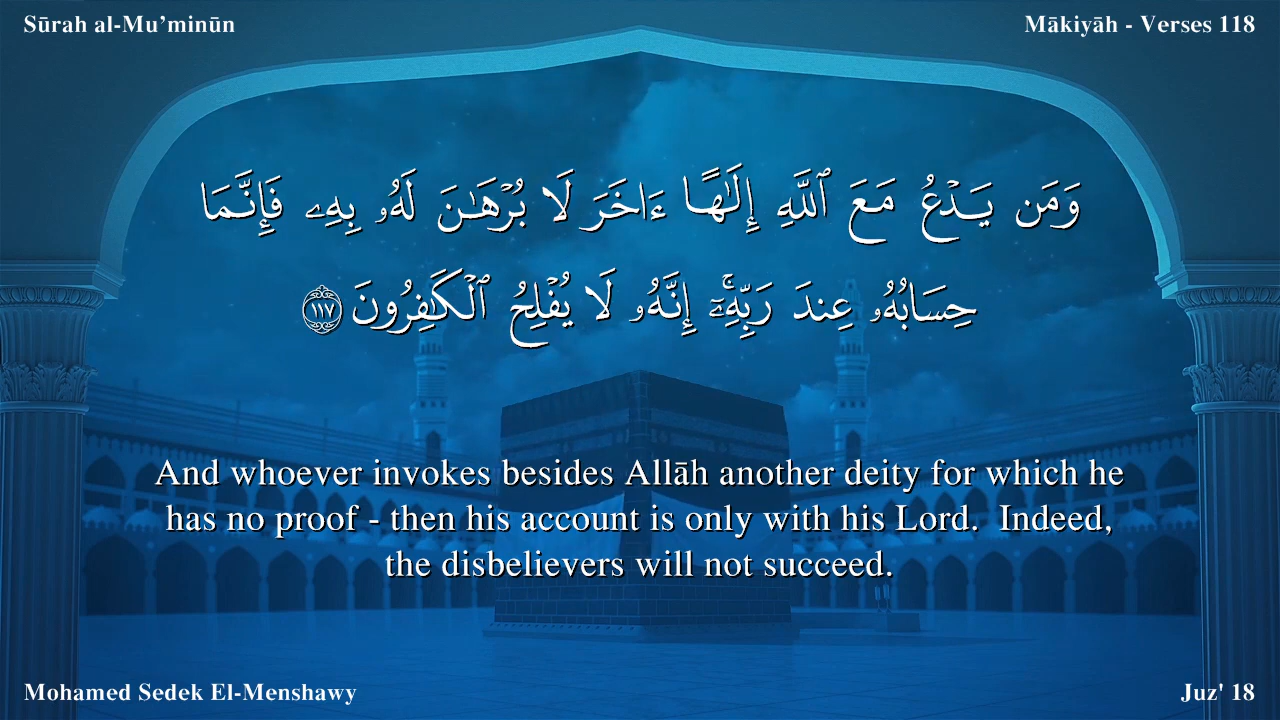 Sūrah al-Mu’minūn
Mākiyāh - Verses 118
وَمَن يَدْعُ مَعَ ٱللَّهِ إِلَٰهًا ءَاخَرَ لَا بُرْهَٰنَ لَهُۥ بِهِۦ فَإِنَّمَا
حِسَابُهُۥ عِندَ رَبِّهِۦٓ ۚ إِنَّهُۥ لَا يُفْلِحُ ٱلْكَٰفِرُونَ ١١٧
And whoever invokes besides Allāh another deity for which he
has no proof - then his account is only with his Lord.  Indeed,
the disbelievers will not succeed.
Mohamed Sedek El-Menshawy
Juz' 18